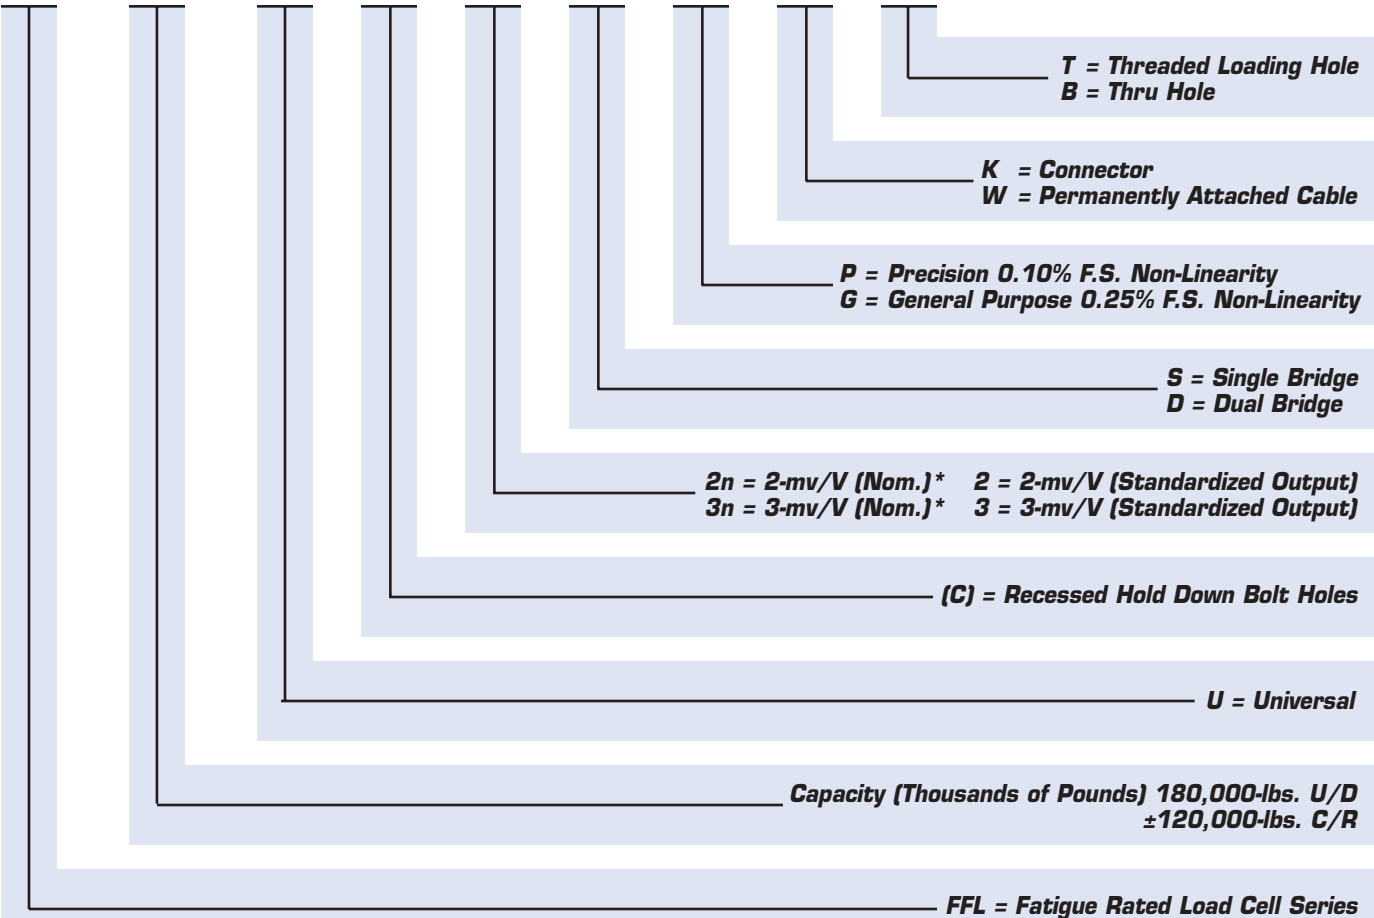 T = Threaded Loading Hole
B = Thru Hole
K = Connector
W = Permanently Attached Cable
P = Precision 0.10% F.S. Non-Linearity
G = General Purpose 0.25% F.S. Non-Linearity
S = Single Bridge
D = Dual Bridge
2n = 2-mv/V (Nom.)* 2 = 2-mv/V (Standardized Output)
3n = 3-mv/V (Nom.)* 3 = 3-mv/V (Standardized Output)
(C) = Recessed Hold Down Bolt Holes
U = Universal
Capacity (Thousands of Pounds) 180,000-lbs. U/D
±120,000-lbs. C/R
FFL = Fatigue Rated Load Cell Series